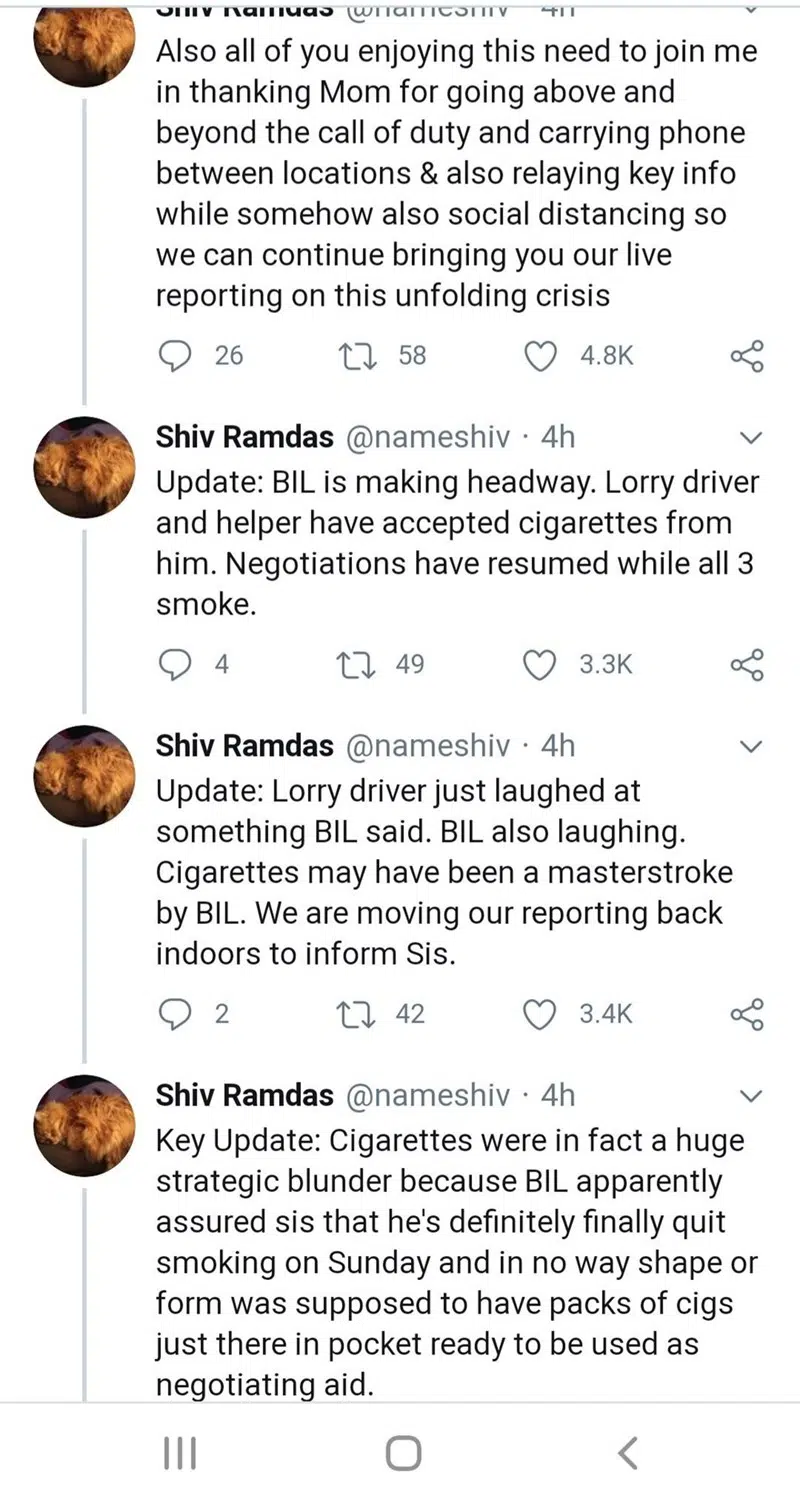 Shiv Ramdas @nameshiv · 4h
Also all of you enjoying this need to join me
in thanking Mom for going above and
beyond the call of duty and carrying phone
between locations & also relaying key info
while somehow also social distancing so
we can continue bringing you our live
reporting on this unfolding crisis
26 58 4.8K
Shiv Ramdas @nameshiv · 4h
Update: BIL is making headway. Lorry driver
and helper have accepted cigarettes from
him. Negotiations have resumed while all 3
smoke.
4 49 3.3K
Shiv Ramdas @nameshiv · 4h
Update: Lorry driver just laughed at
something BIL said. BIL also laughing.
Cigarettes may have been a masterstroke
by BIL. We are moving our reporting back
indoors to inform Sis.
2 42 3.4K
Shiv Ramdas @nameshiv · 4h
Key Update: Cigarettes were in fact a huge
strategic blunder because BIL apparently
assured sis that he's definitely finally quit
smoking on Sunday and in no way shape or
form was supposed to have packs of cigs
just there in pocket ready to be used as
negotiating aid.